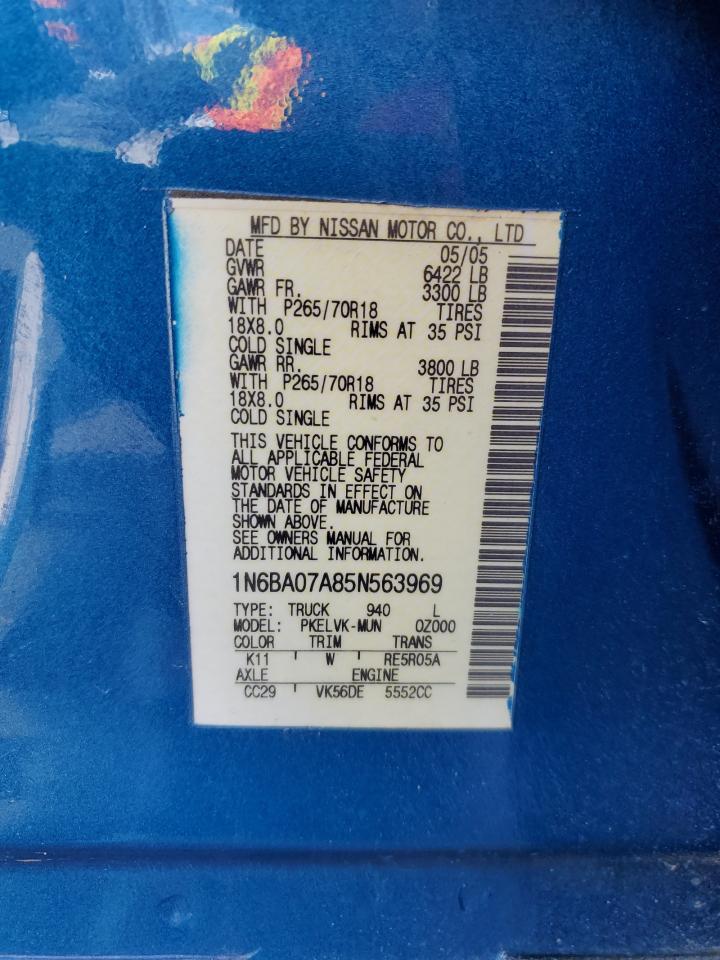 MFD BY NISSAN MOTOR CO., LTD
DATE 05/05
GVWR 6422 LB
GAWR FR. 3300 LB
WITH P265/70R18 TIRES
18X8.0 RIMS AT 35 PSI
COLD SINGLE
GAWR RR. 3800 LB
WITH P265/70R18 TIRES
18X8.0 RIMS AT 35 PSI
COLD SINGLE
THIS VEHICLE CONFORMS TO
ALL APPLICABLE FEDERAL
MOTOR VEHICLE SAFETY
STANDARDS IN EFFECT ON
THE DATE OF MANUFACTURE
SHOWN ABOVE.
SEE OWNERS MANUAL FOR
ADDITIONAL INFORMATION.
1N6BA07A85N563969
TYPE: TRUCK 940 L
MODEL: PKELVK-MUN 0Z000
COLOR TRIM TRANS
K11 W RE5R05A
AXLE ENGINE
CC29 VK56DE 5552CC